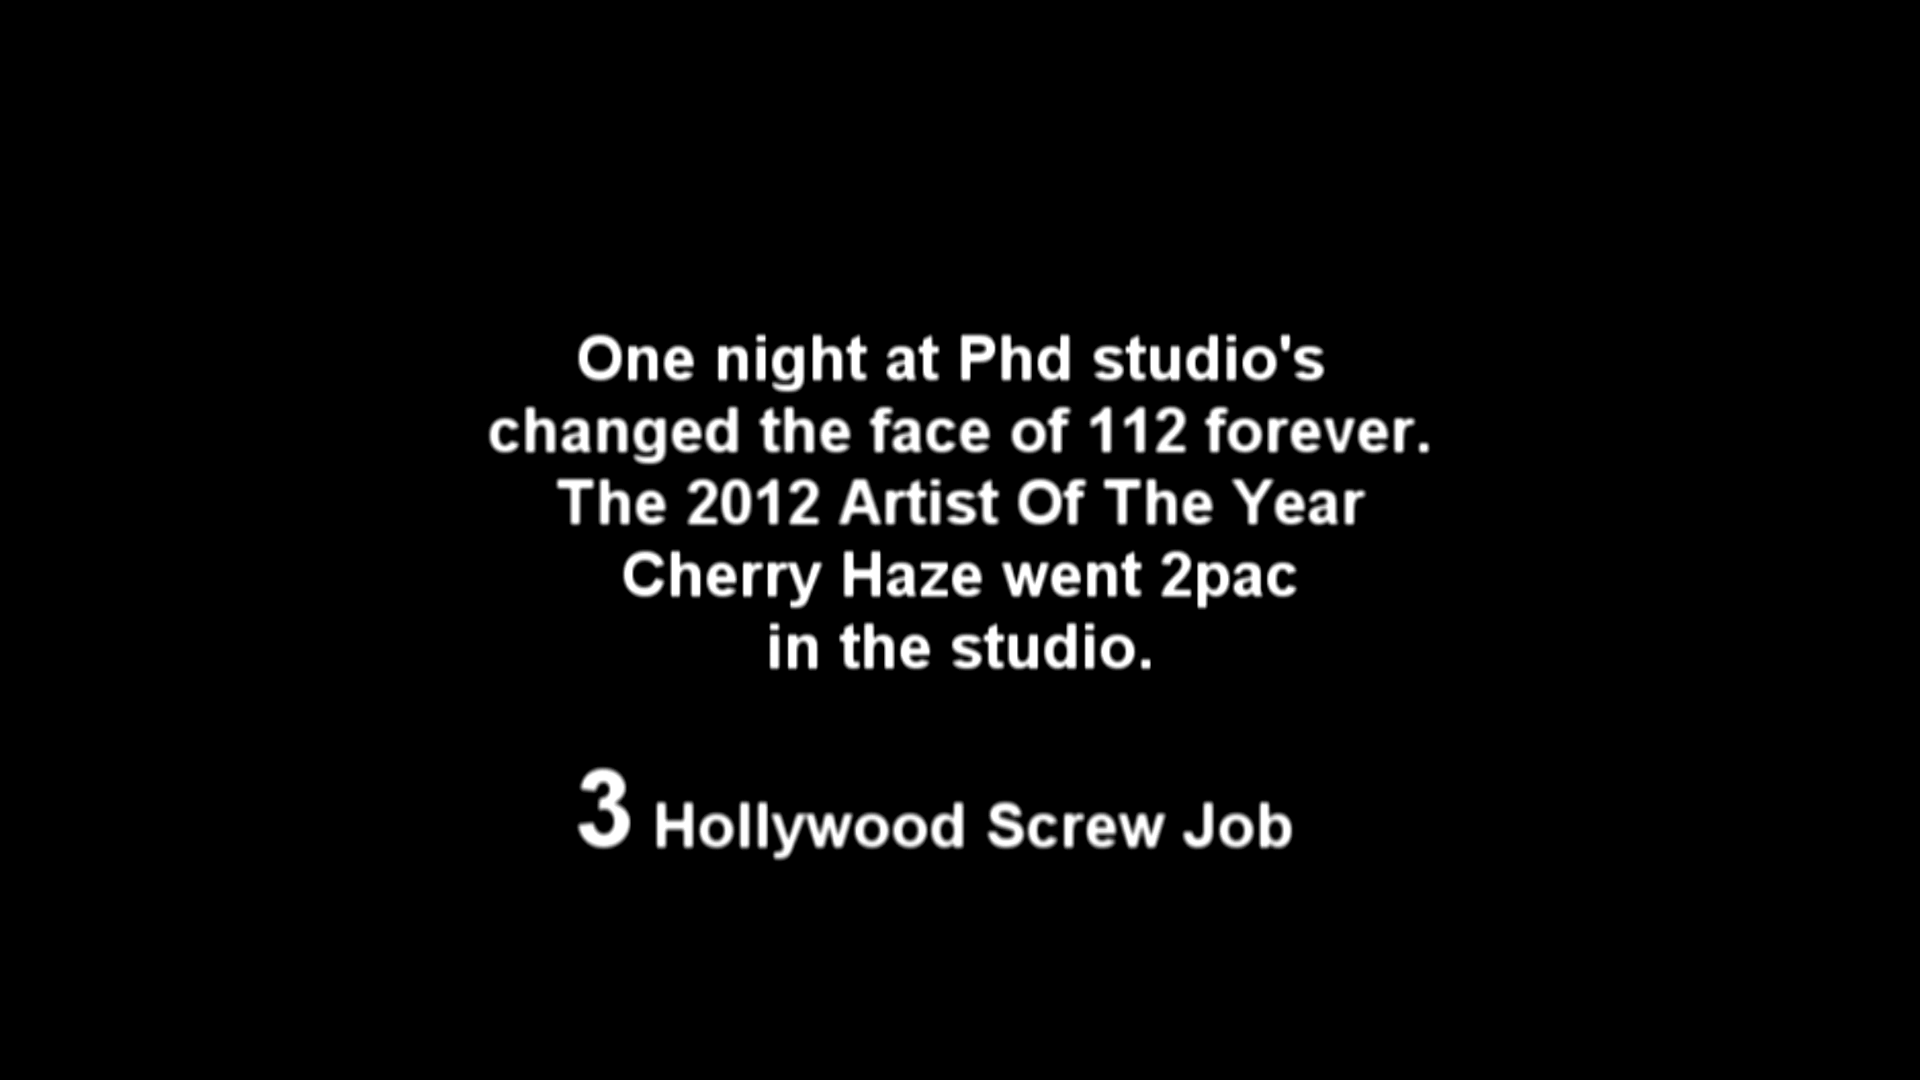 One night at Phd studio's
changed the face of 112 forever.
The 2012 Artist Of The Year
Cherry Haze went 2pac
in the studio.
3 Hollywood Screw Job